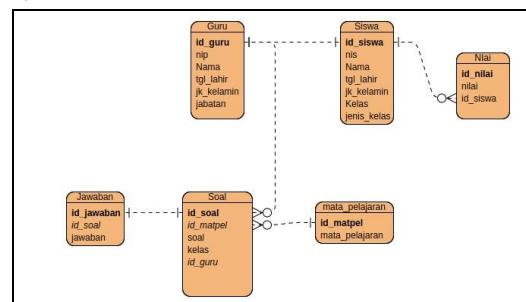 Guru
id_guru
nip
Nama
tgl_lahir
jk_kelamin
jabatan
Siswa
id_siswa
nis
Nama
tgl_lahir
jk_kelamin
Kelas
jenis_kelas
NIai
id_nilai
nilai
id_siswa
Jawaban
id_jawaban
id_soal
jawaban
Soal
id_soal
id_matpel
soal
kelas
id_guru
mata_pelajaran
id_matpel
mata_pelajaran